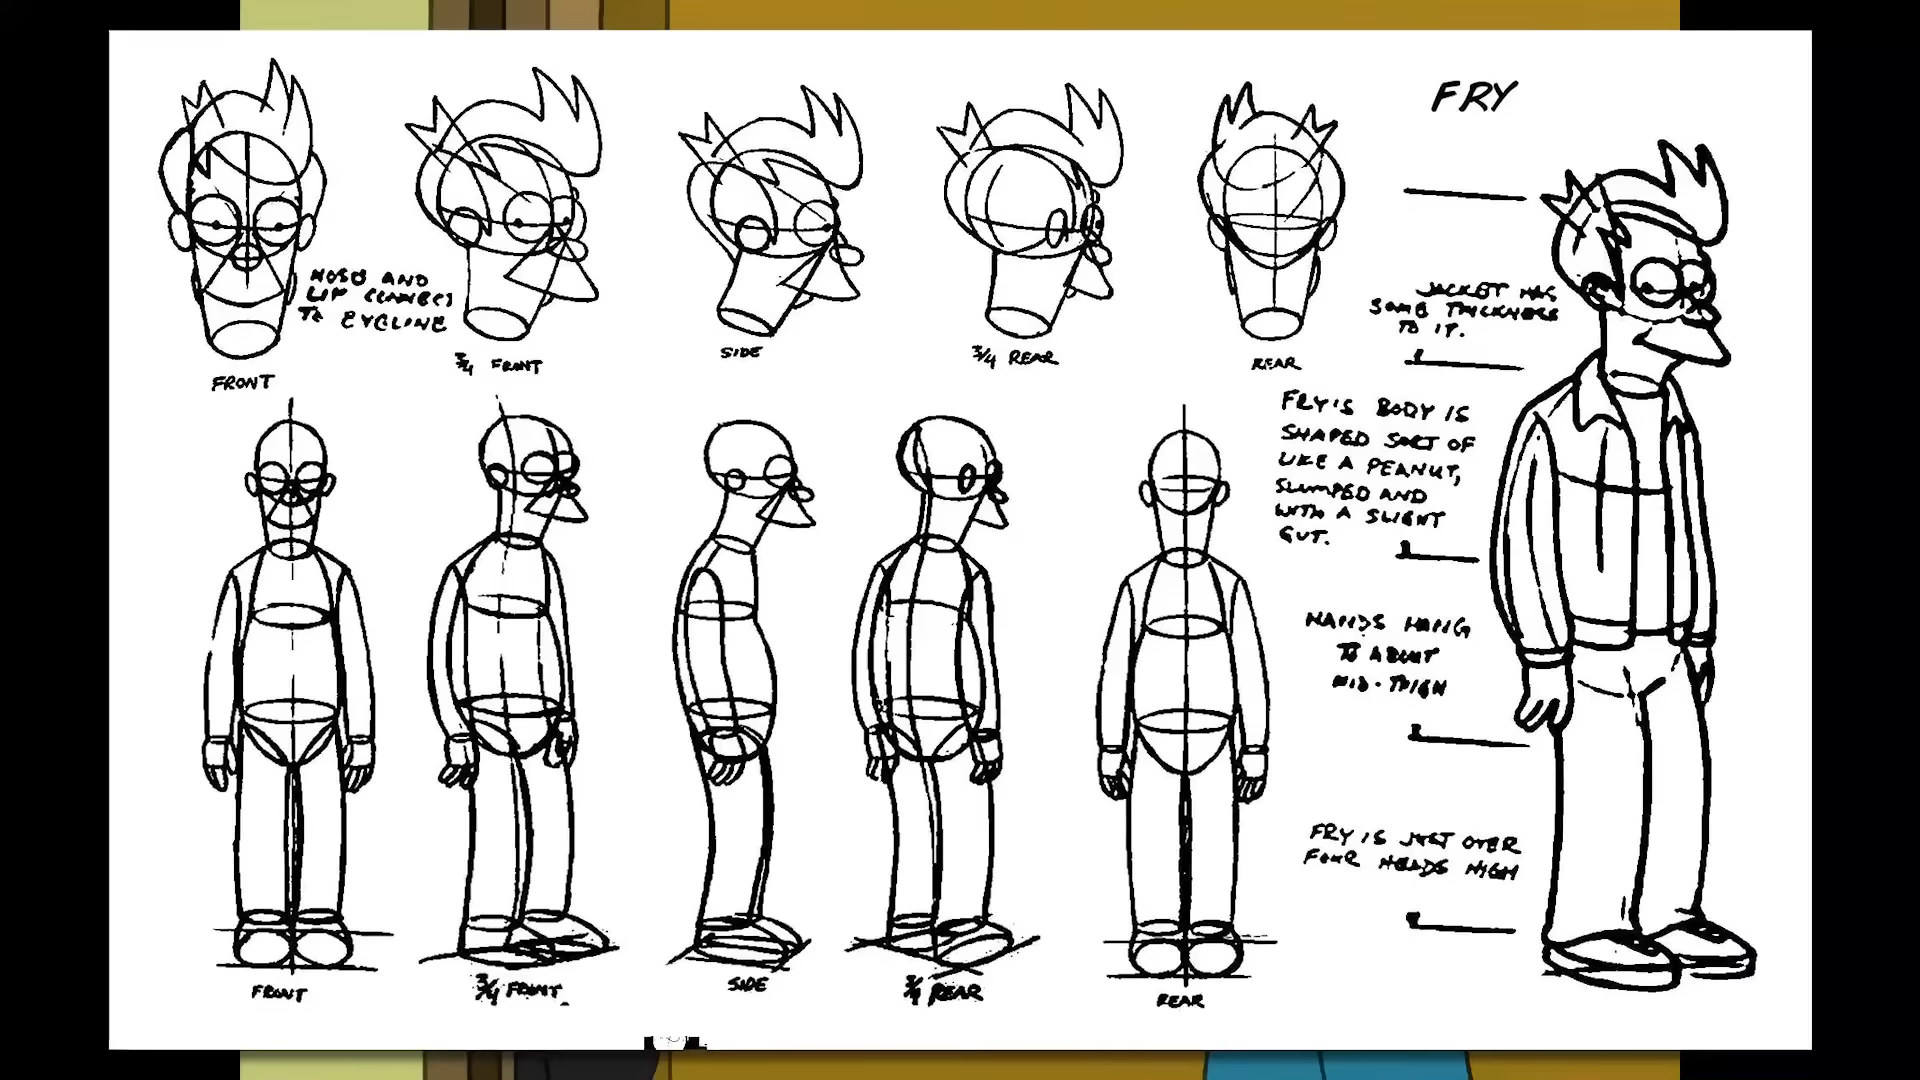 FRY
NOSE AND
LIP CONNECT
TO EYELINE
FRONT
3/4 FRONT
SIDE
3/4 REAR
REAR
JACKET HAS
SOME THICKNESS
TO IT.
FRY'S BODY IS
SHAPED SORT OF
LIKE A PEANUT,
SLUMPED AND
WITH A SLIGHT
GUT.
HANDS HANG
TO ABOUT
MID-THIGH
FRY IS JUST OVER
FOUR HEADS HIGH
FRONT
3/4 FRONT
SIDE
3/4 REAR
REAR